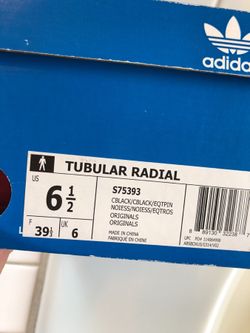 adidas
TUBULAR RADIAL
US
6 1/2
S75393
CBLACK/CBLACK/EQTPIN
NOIESS/NOIESS/EQTROS
ORIGINALS
ORIGINALS
MADE IN CHINA
FABRIQUÉ EN CHINE
F
39 1/3
UK
6